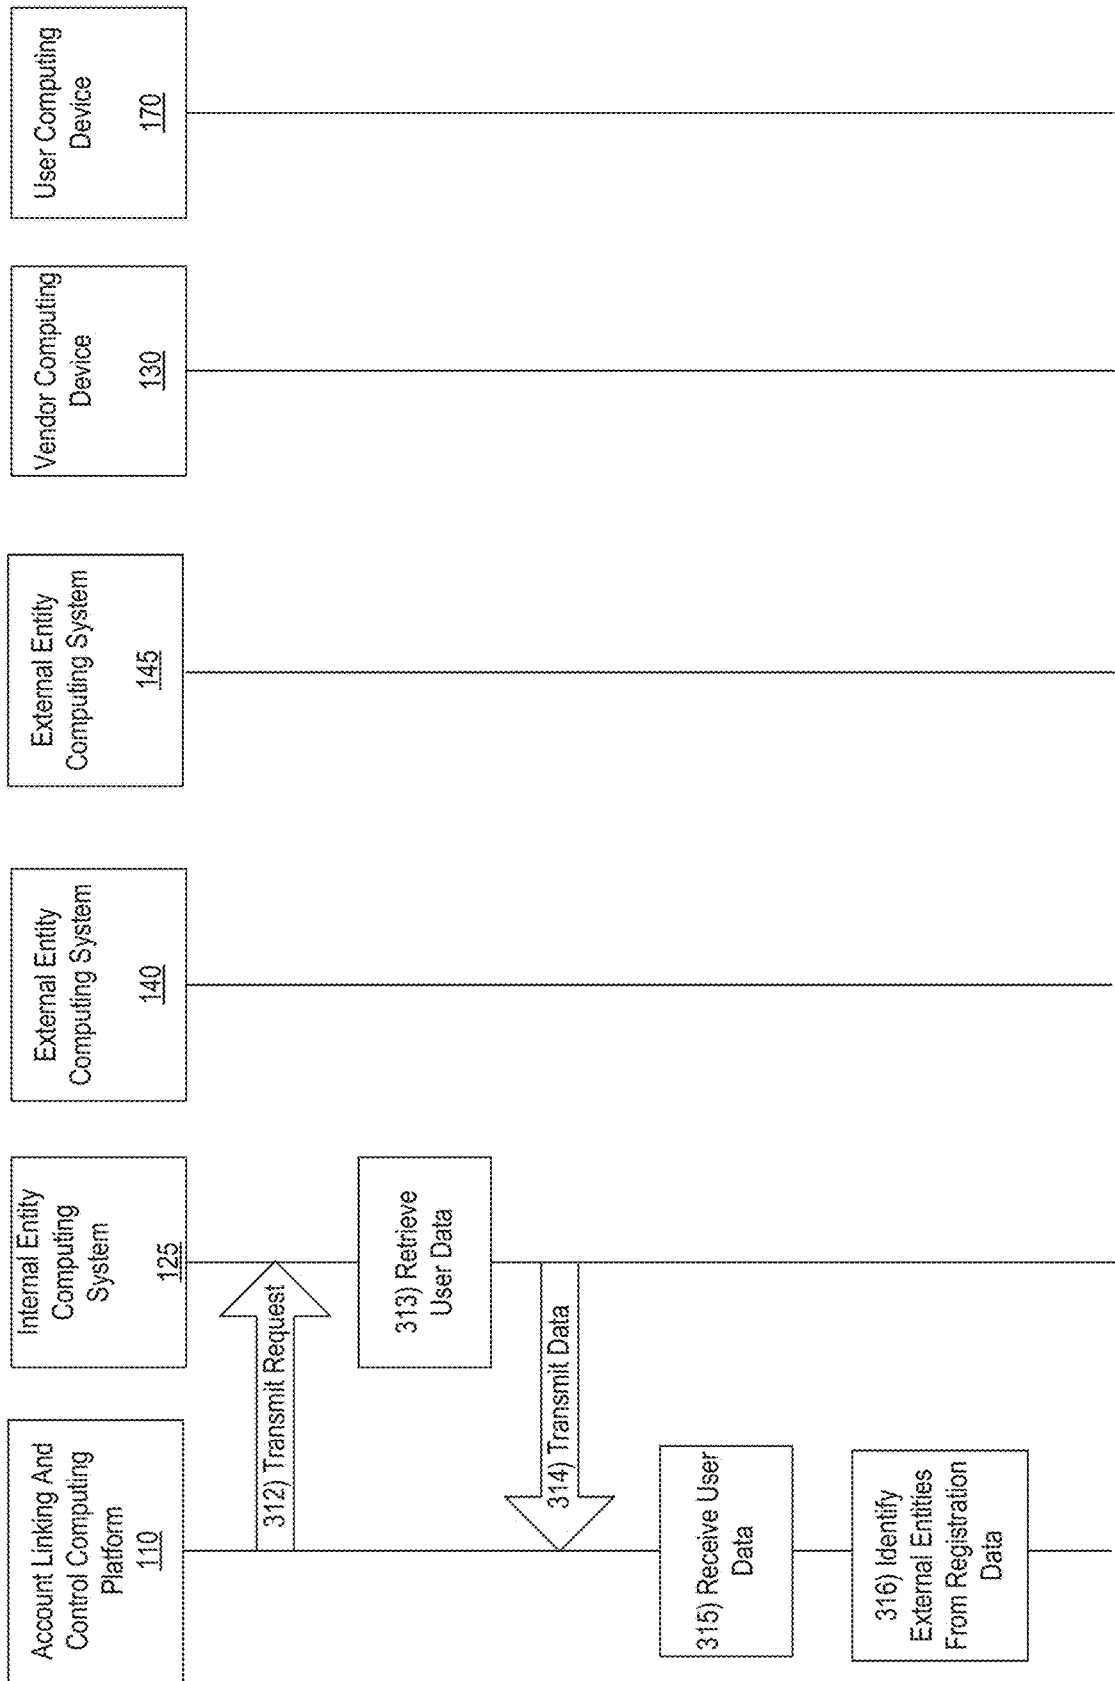 Account Linking And
Control Computing
Platform
110
Internal Entity
Computing
System
125
External Entity
Computing System
140
External Entity
Computing System
145
Vendor Computing
Device
130
User Computing
Device
170
312) Transmit Request
313) Retrieve
User Data
314) Transmit Data
315) Receive User
Data
316) Identify
External Entities
From Registration
Data